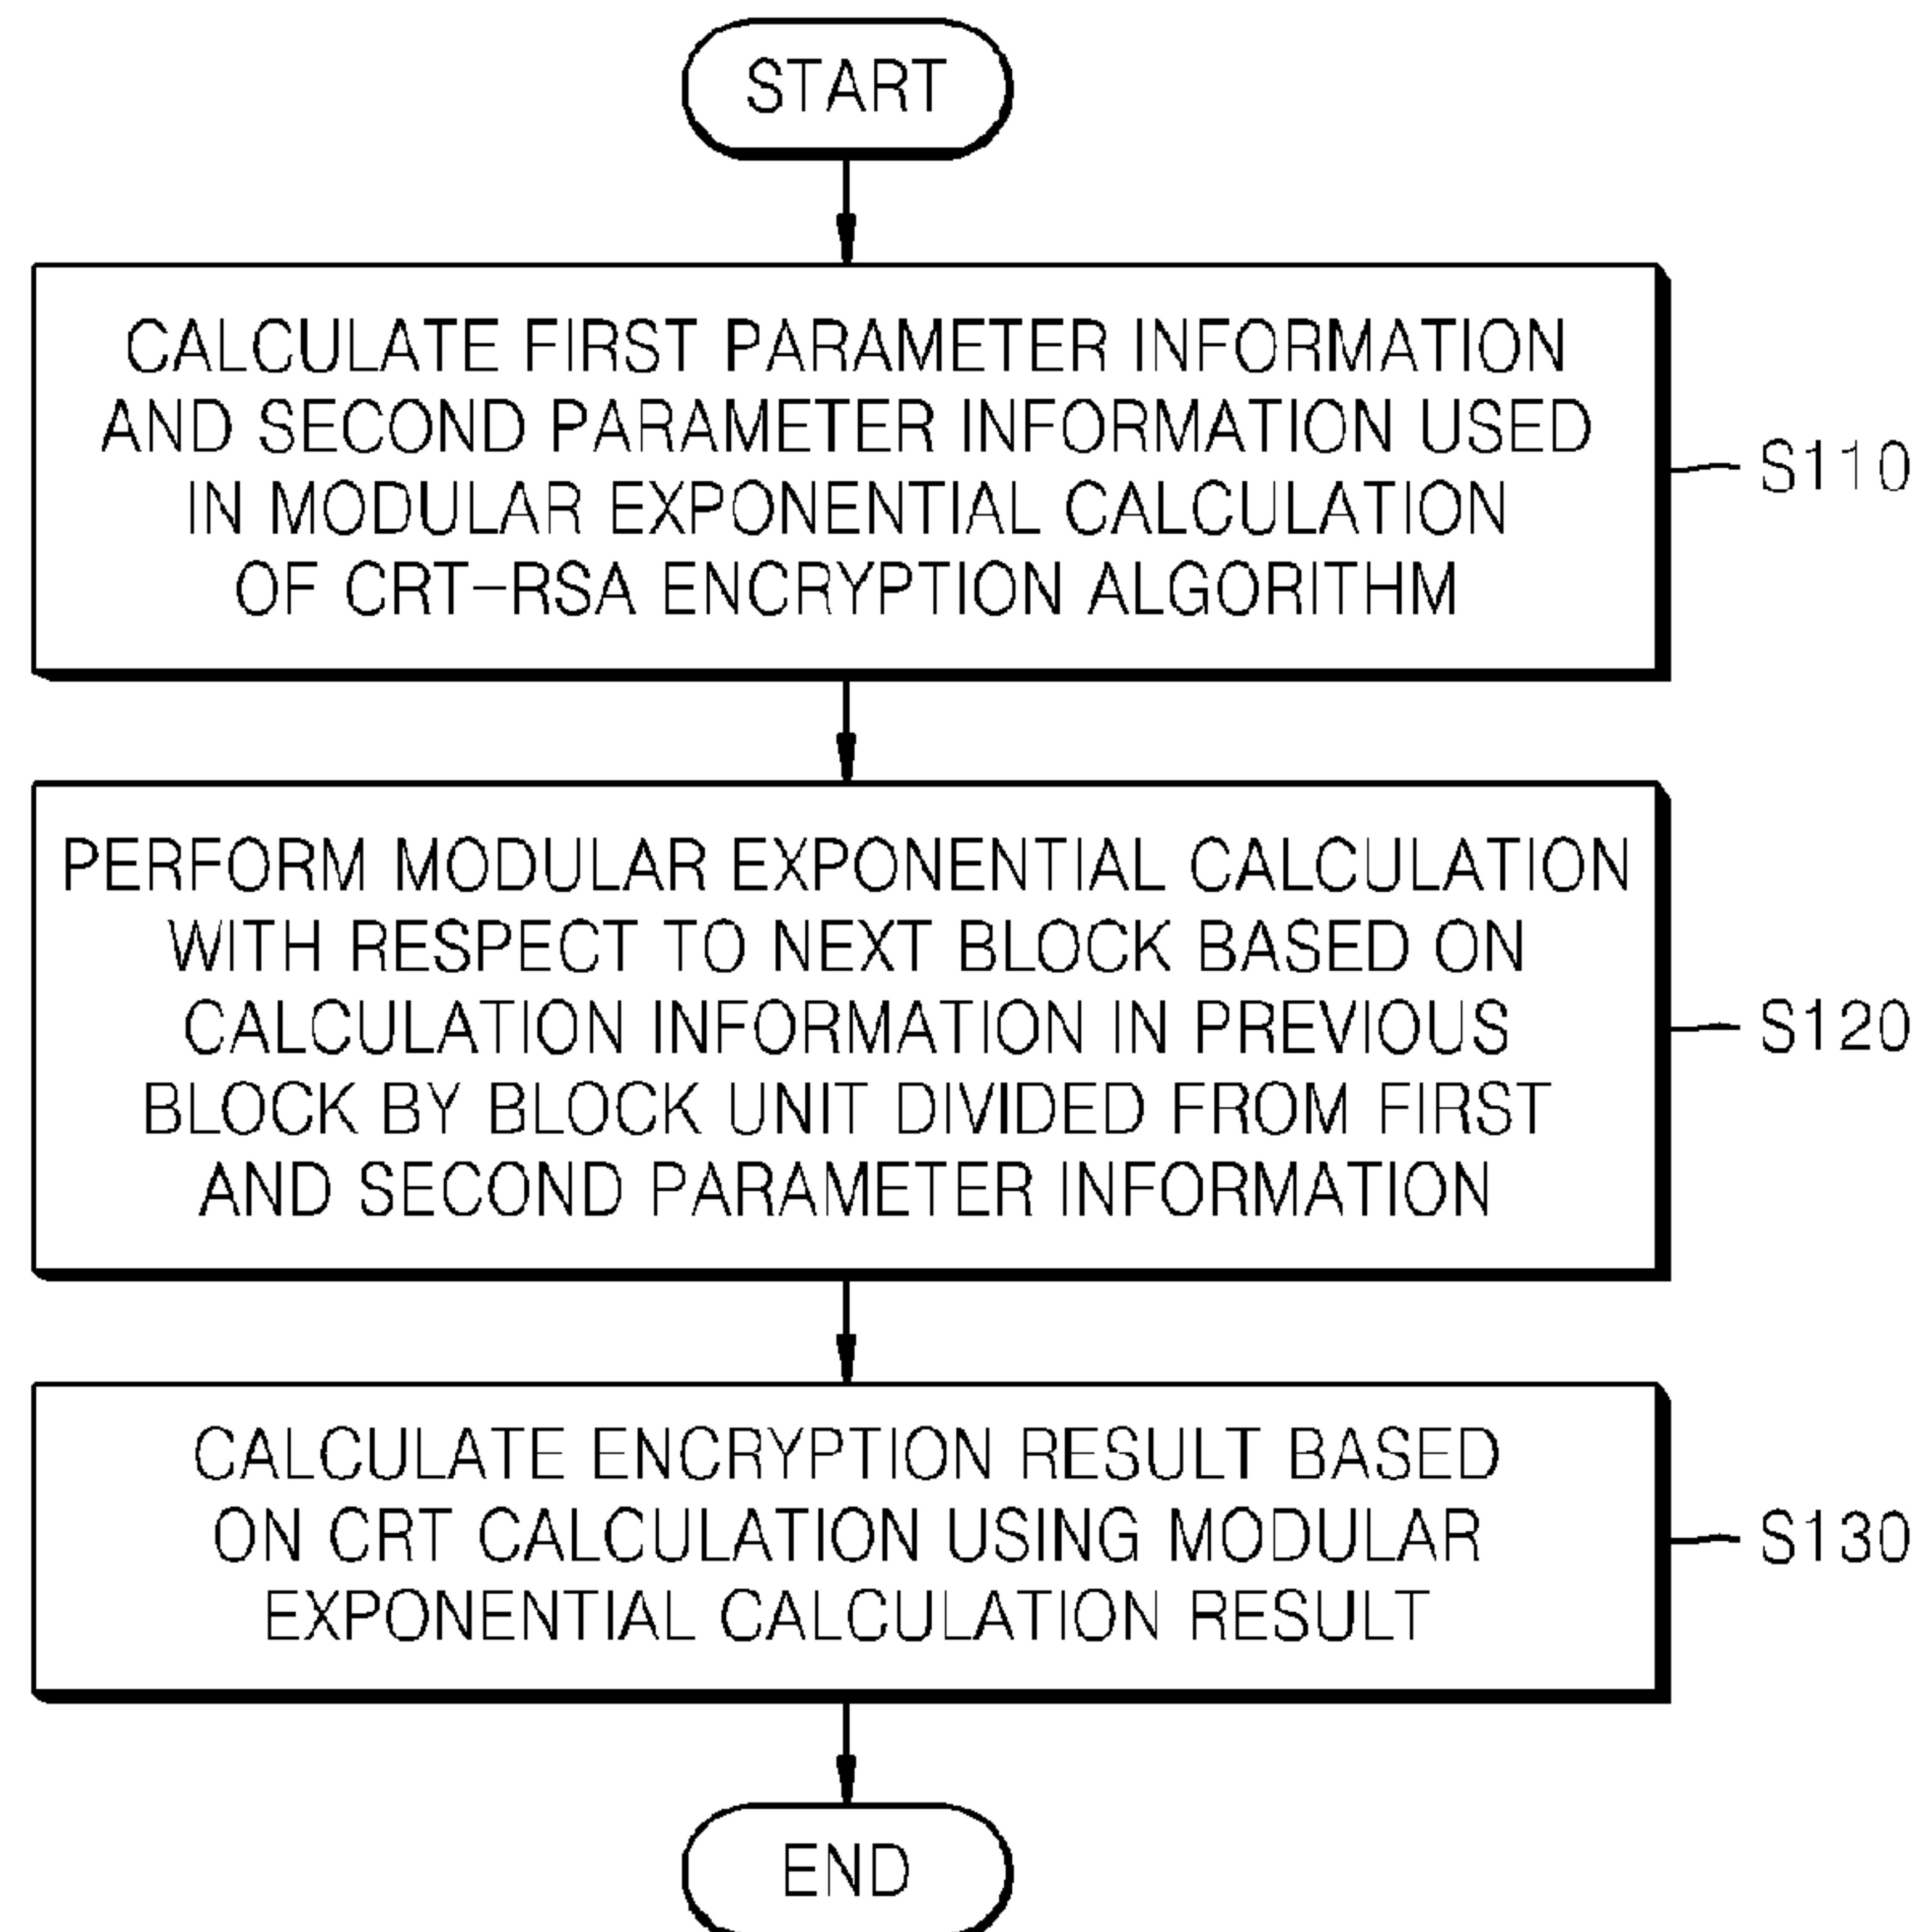 START
CALCULATE FIRST PARAMETER INFORMATION
AND SECOND PARAMETER INFORMATION USED
IN MODULAR EXPONENTIAL CALCULATION
OF CRT-RSA ENCRYPTION ALGORITHM
S110
PERFORM MODULAR EXPONENTIAL CALCULATION
WITH RESPECT TO NEXT BLOCK BASED ON
CALCULATION INFORMATION IN PREVIOUS
BLOCK BY BLOCK UNIT DIVIDED FROM FIRST
AND SECOND PARAMETER INFORMATION
S120
CALCULATE ENCRYPTION RESULT BASED
ON CRT CALCULATION USING MODULAR
EXPONENTIAL CALCULATION RESULT
S130
END